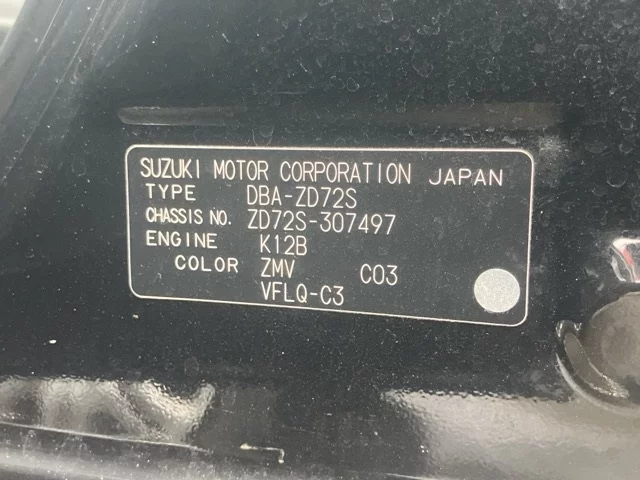 SUZUKI MOTOR CORPORATION JAPAN
TYPE DBA-ZD72S
CHASSIS NO. ZD72S-307497
ENGINE K12B
COLOR ZMV C03
VFLQ-C3